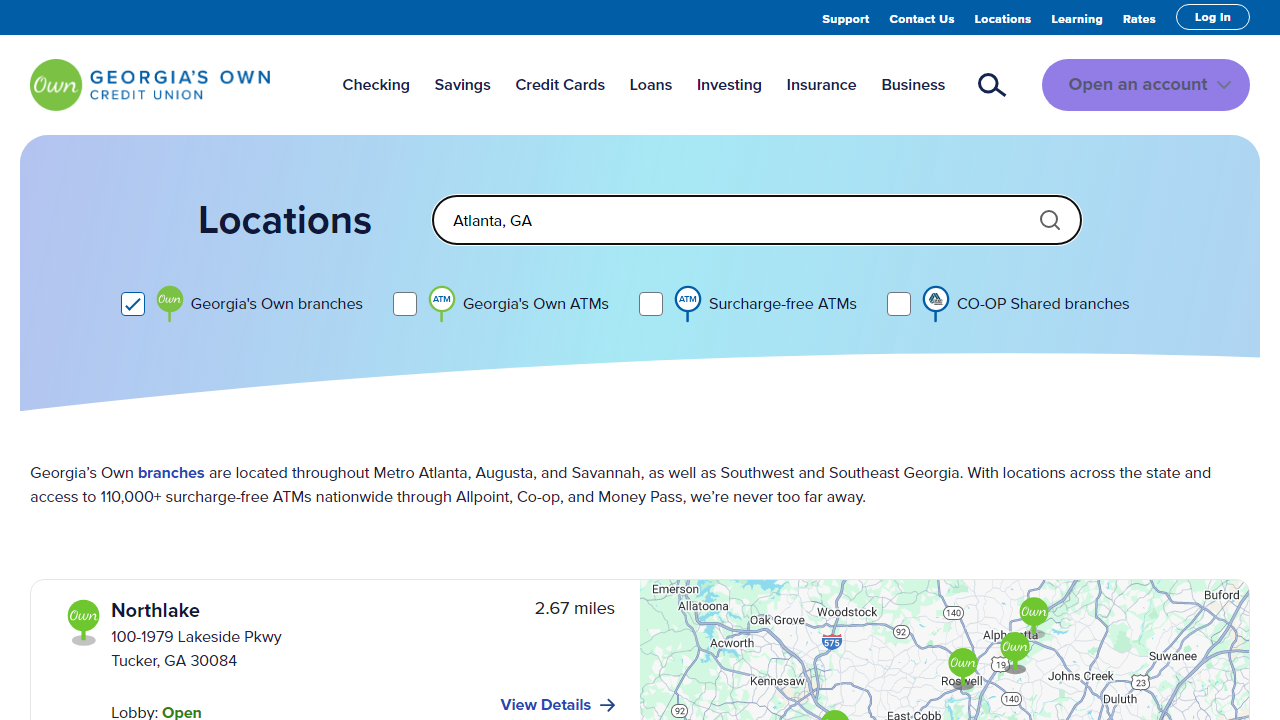 Support Contact Us Locations Learning Rates Log In
Own GEORGIA'S OWN
CREDIT UNION
Checking Savings Credit Cards Loans Investing Insurance Business Open an account
Locations Atlanta, GA
Own Georgia's Own branches ATM Georgia's Own ATMs ATM Surcharge-free ATMs CO-OP Shared branches
Georgia’s Own branches are located throughout Metro Atlanta, Augusta, and Savannah, as well as Southwest and Southeast Georgia. With locations across the state and
access to 110,000+ surcharge-free ATMs nationwide through Allpoint, Co-op, and Money Pass, we’re never too far away.
Own Northlake 2.67 miles
100-1979 Lakeside Pkwy
Tucker, GA 30084
View Details
Lobby: Open
Emerson
Allatoona
Oak Grove
Woodstock
140
Own
Buford
92
575
Acworth
Alpharetta
Own
Own
19
Roswell
Suwanee
Kennesaw
Johns Creek
23
140
Duluth
92
East-Cobb